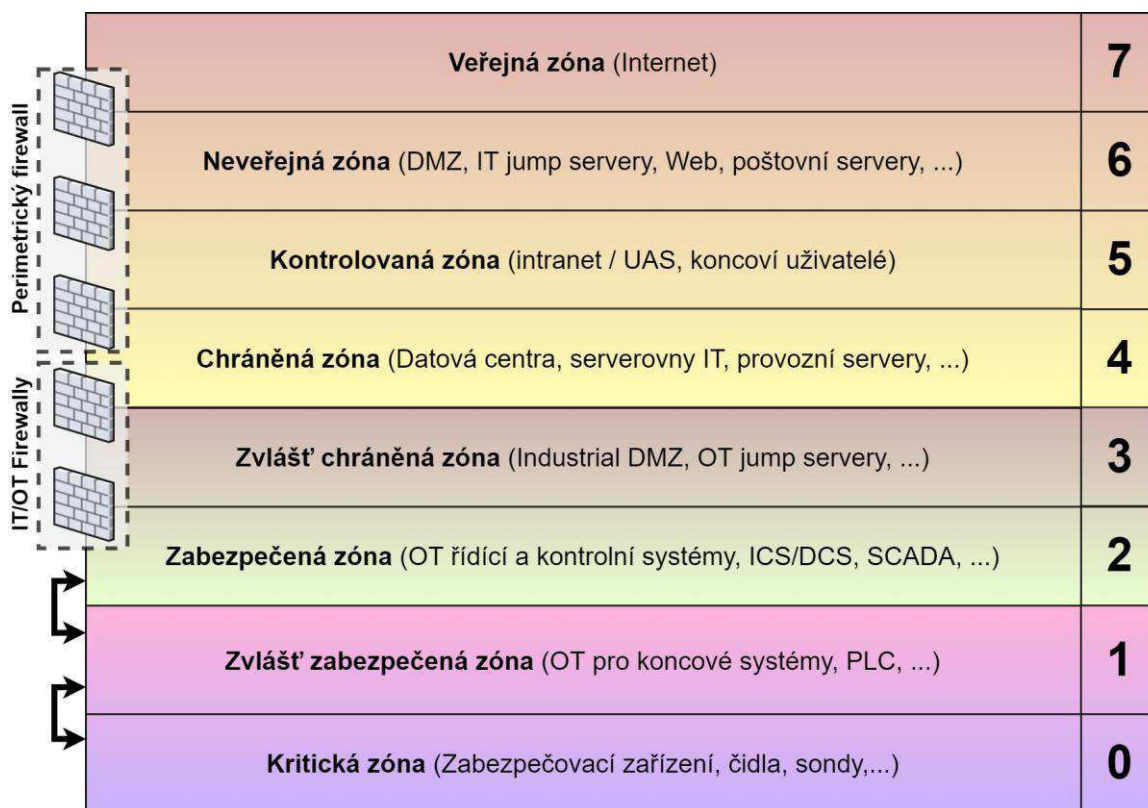 Veřejná zóna (Internet) 7
Neveřejná zóna (DMZ, IT jump servery, Web, poštovní servery, ...) 6
Kontrolovaná zóna (intranet / UAS, koncoví uživatelé) 5
Chráněná zóna (Datová centra, serverovny IT, provozní servery, ...) 4
Zvlášť chráněná zóna (Industrial DMZ, OT jump servery, ...) 3
Zabezpečená zóna (OT řídící a kontrolní systémy, ICS/DCS, SCADA, ...) 2
Zvlášť zabezpečená zóna (OT pro koncové systémy, PLC, ...) 1
Kritická zóna (Zabezpečovací zařízení, čidla, sondy,...) 0
Perimetrický firewall
IT/OT Firewally